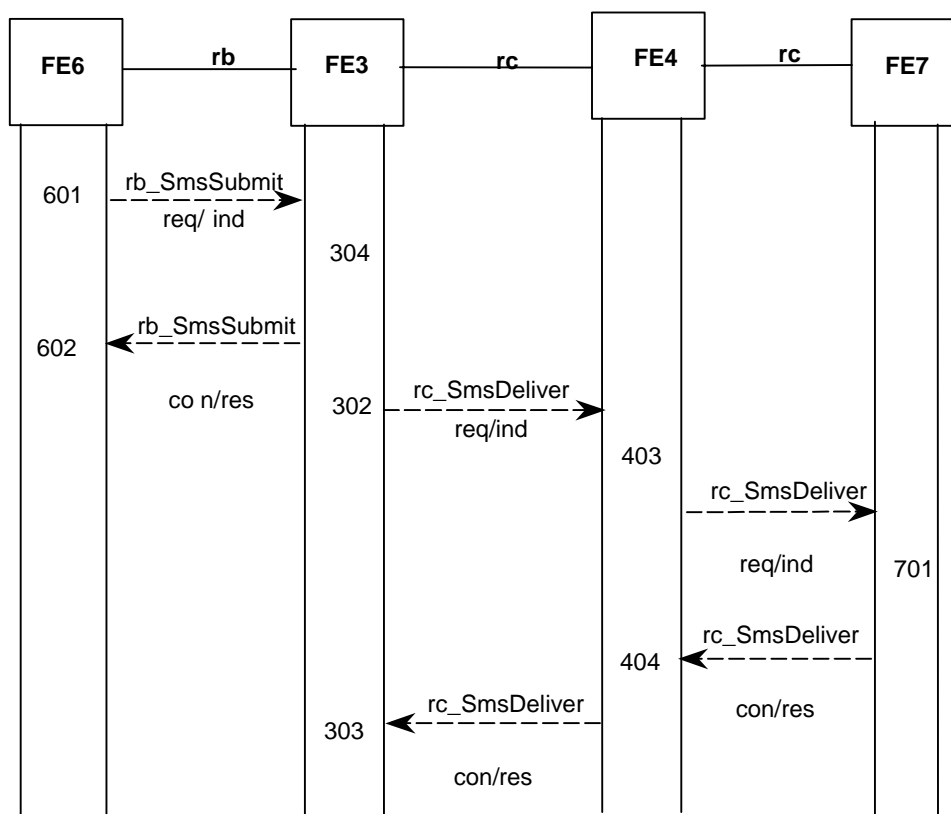 FE6 rb FE3 rc FE4 rc FE7
601 rb_SmsSubmit
req/ ind
304
rb_SmsSubmit
602
co n/res
302 rc_SmsDeliver
req/ind
403
rc_SmsDeliver
req/ind 701
rc_SmsDeliver
404
con/res
rc_SmsDeliver
303
con/res